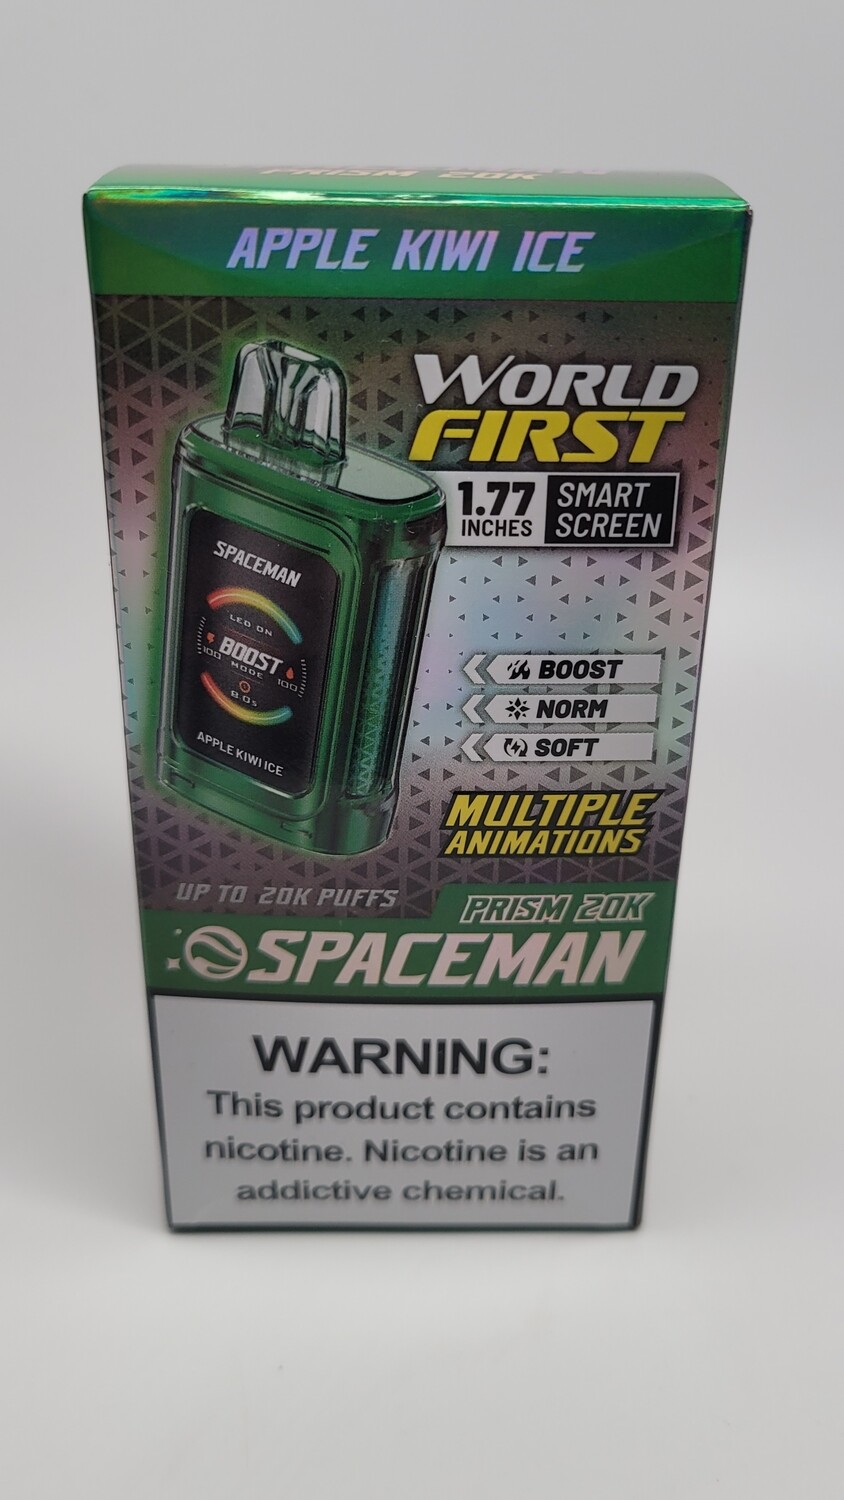 PRISM 20K
APPLE KIWI ICE
WORLD
FIRST
1.77
INCHES
SMART
SCREEN
SPACEMAN
LED ON
BOOST
MODE
100
100
8.0s
APPLE KIWI ICE
BOOST
NORM
SOFT
MULTIPLE
ANIMATIONS
UP TO 20K PUFFS
PRISM 20K
SPACEMAN
WARNING:
This product contains
nicotine. Nicotine is an
addictive chemical.